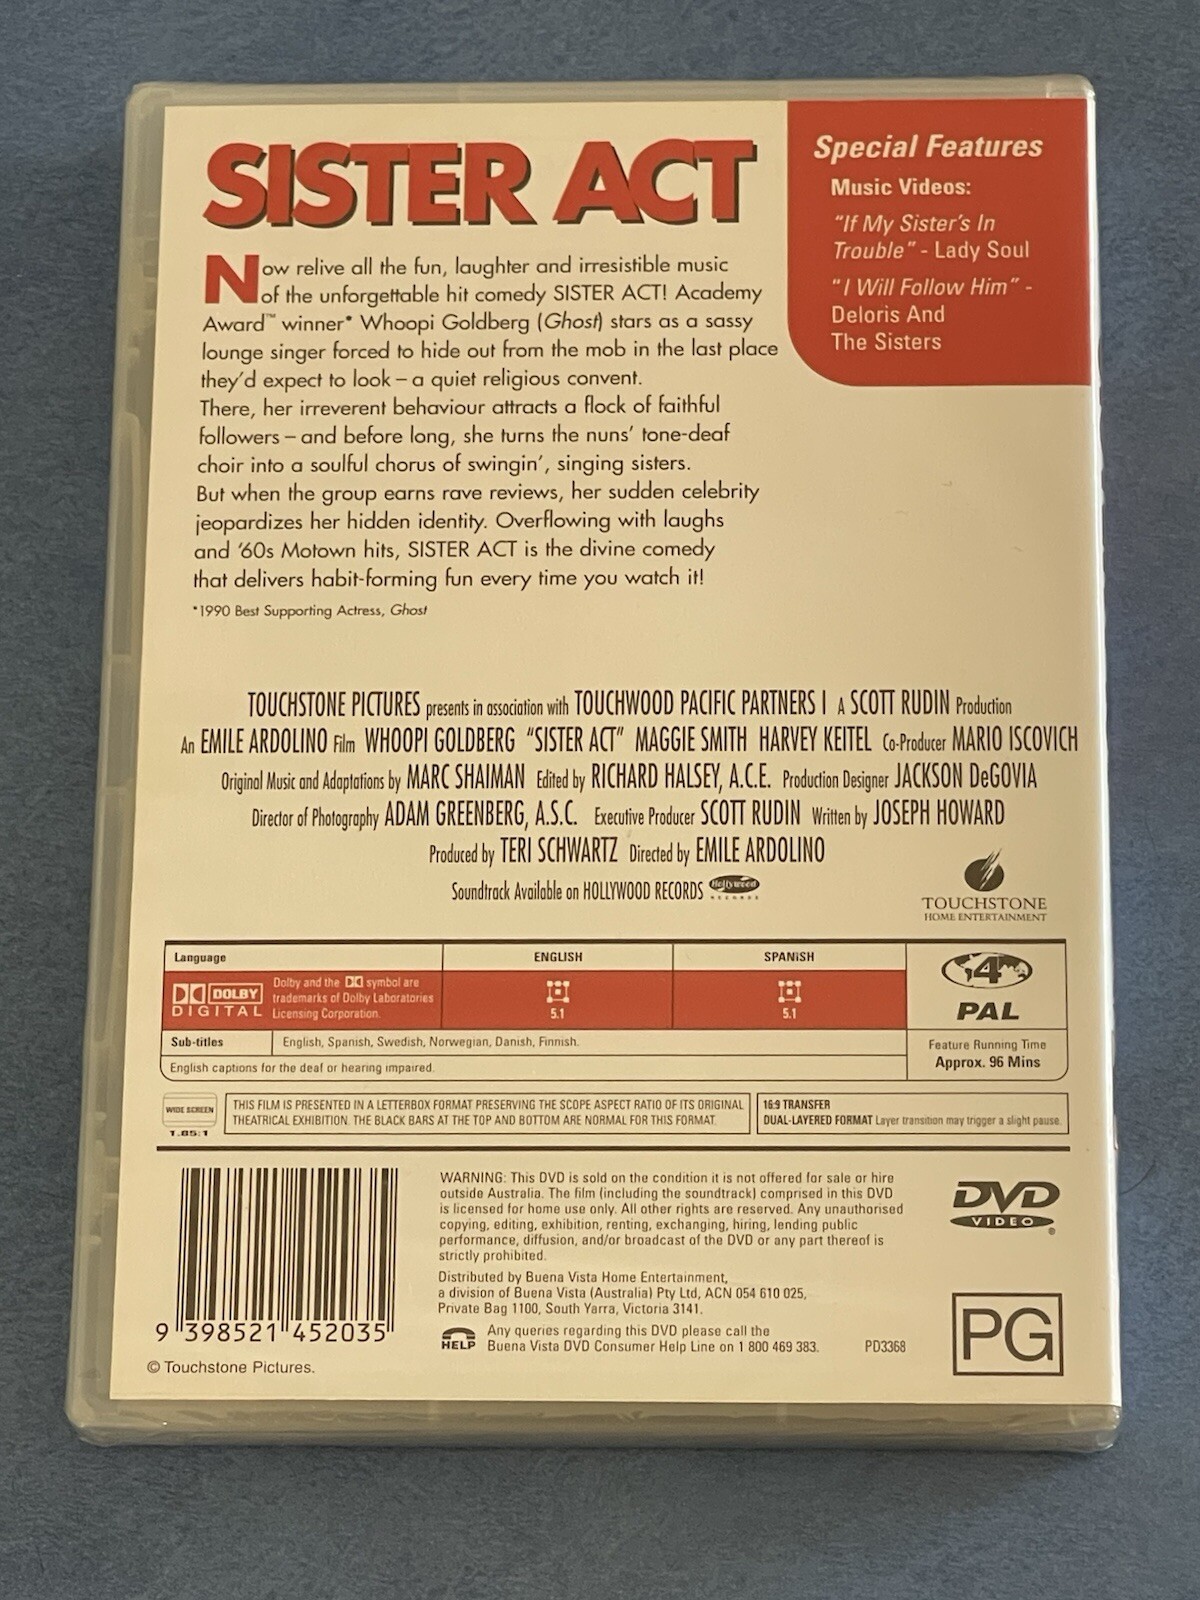 SISTER ACT
Now relive all the fun, laughter and irresistible music
of the unforgettable hit comedy SISTER ACT! Academy
Award™ winner* Whoopi Goldberg (Ghost) stars as a sassy
lounge singer forced to hide out from the mob in the last place
they'd expect to look – a quiet religious convent.
There, her irreverent behaviour attracts a flock of faithful
followers – and before long, she turns the nuns' tone-deaf
choir into a soulful chorus of swingin', singing sisters.
But when the group earns rave reviews, her sudden celebrity
jeopardizes her hidden identity. Overflowing with laughs
and '60s Motown hits, SISTER ACT is the divine comedy
that delivers habit-forming fun every time you watch it!
*1990 Best Supporting Actress, Ghost
Special Features
Music Videos:
"If My Sister's In
Trouble" - Lady Soul
"I Will Follow Him" -
Deloris And
The Sisters
TOUCHSTONE PICTURES presents in association with TOUCHWOOD PACIFIC PARTNERS I A SCOTT RUDIN Production
An EMILE ARDOLINO Film WHOOPI GOLDBERG "SISTER ACT" MAGGIE SMITH HARVEY KEITEL Co-Producer MARIO ISCOVICH
Original Music and Adaptations by MARC SHAIMAN Edited by RICHARD HALSEY, A.C.E. Production Designer JACKSON DeGOVIA
Director of Photography ADAM GREENBERG, A.S.C. Executive Producer SCOTT RUDIN Written by JOSEPH HOWARD
Produced by TERI SCHWARTZ Directed by EMILE ARDOLINO
Soundtrack Available on HOLLYWOOD RECORDS Hollywood RECORDS
TOUCHSTONE
HOME ENTERTAINMENT
Language ENGLISH SPANISH
DOLBY
DIGITAL
Dolby and the symbol are
trademarks of Dolby Laboratories
Licensing Corporation.
5.1 5.1
Sub-titles English, Spanish, Swedish, Norwegian, Danish, Finnish.
English captions for the deaf or hearing impaired.
4
PAL
Feature Running Time
Approx. 96 Mins
WIDE SCREEN
1.85:1
THIS FILM IS PRESENTED IN A LETTERBOX FORMAT PRESERVING THE SCOPE ASPECT RATIO OF ITS ORIGINAL
THEATRICAL EXHIBITION. THE BLACK BARS AT THE TOP AND BOTTOM ARE NORMAL FOR THIS FORMAT.
16:9 TRANSFER
DUAL-LAYERED FORMAT Layer transition may trigger a slight pause.
9 398521 452035
© Touchstone Pictures.
WARNING: This DVD is sold on the condition it is not offered for sale or hire
outside Australia. The film (including the soundtrack) comprised in this DVD
is licensed for home use only. All other rights are reserved. Any unauthorised
copying, editing, exhibition, renting, exchanging, hiring, lending public
performance, diffusion, and/or broadcast of the DVD or any part thereof is
strictly prohibited.
Distributed by Buena Vista Home Entertainment,
a division of Buena Vista (Australia) Pty Ltd, ACN 054 610 025,
Private Bag 1100, South Yarra, Victoria 3141.
HELP
Any queries regarding this DVD please call the
Buena Vista DVD Consumer Help Line on 1 800 469 383.
PD3368
DVD
VIDEO
PG